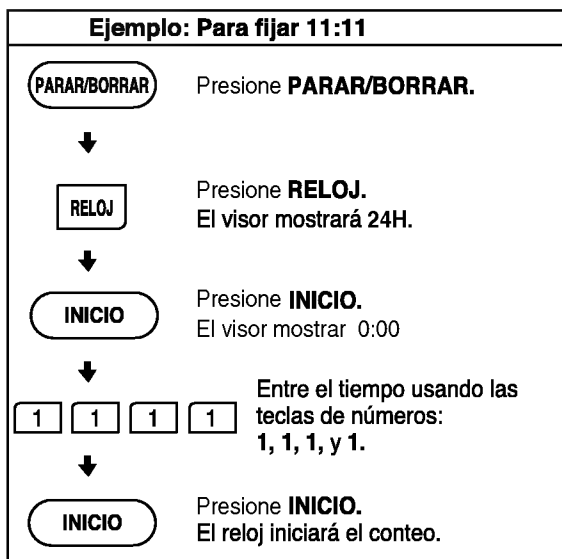 Ejemplo: Para fijar 11:11
PARAR/BORRAR
Presione PARAR/BORRAR.
RELOJ
Presione RELOJ.
El visor mostrará 24H.
INICIO
Presione INICIO.
El visor mostrar 0:00
1 1 1 1
Entre el tiempo usando las
teclas de números:
1, 1, 1, y 1.
INICIO
Presione INICIO.
El reloj iniciará el conteo.